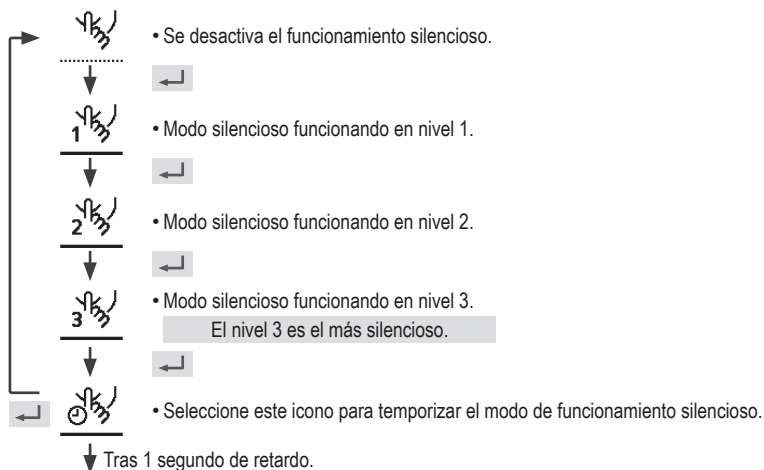 • Se desactiva el funcionamiento silencioso.
1
• Modo silencioso funcionando en nivel 1.
2
• Modo silencioso funcionando en nivel 2.
3
• Modo silencioso funcionando en nivel 3.
El nivel 3 es el más silencioso.
• Seleccione este icono para temporizar el modo de funcionamiento silencioso.
Tras 1 segundo de retardo.